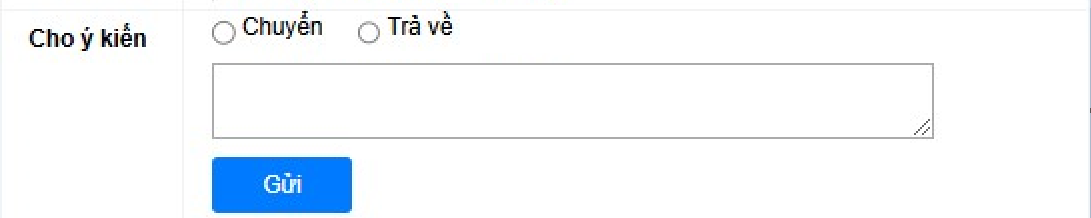 Cho ý kiến
Chuyển Trả về
Gửi